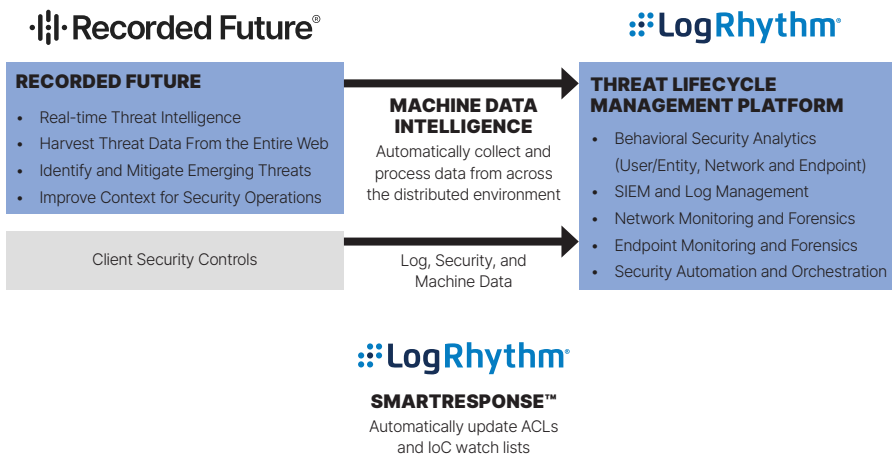 Recorded Future®
LogRhythm®
RECORDED FUTURE
• Real-time Threat Intelligence
• Harvest Threat Data From the Entire Web
• Identify and Mitigate Emerging Threats
• Improve Context for Security Operations
Client Security Controls
MACHINE DATA
INTELLIGENCE
Automatically collect and
process data from across
the distributed environment
Log, Security, and
Machine Data
THREAT LIFECYCLE
MANAGEMENT PLATFORM
• Behavioral Security Analytics
(User/Entity, Network and Endpoint)
• SIEM and Log Management
• Network Monitoring and Forensics
• Endpoint Monitoring and Forensics
• Security Automation and Orchestration
LogRhythm®
SMARTRESPONSE™
Automatically update ACLs
and IoC watch lists